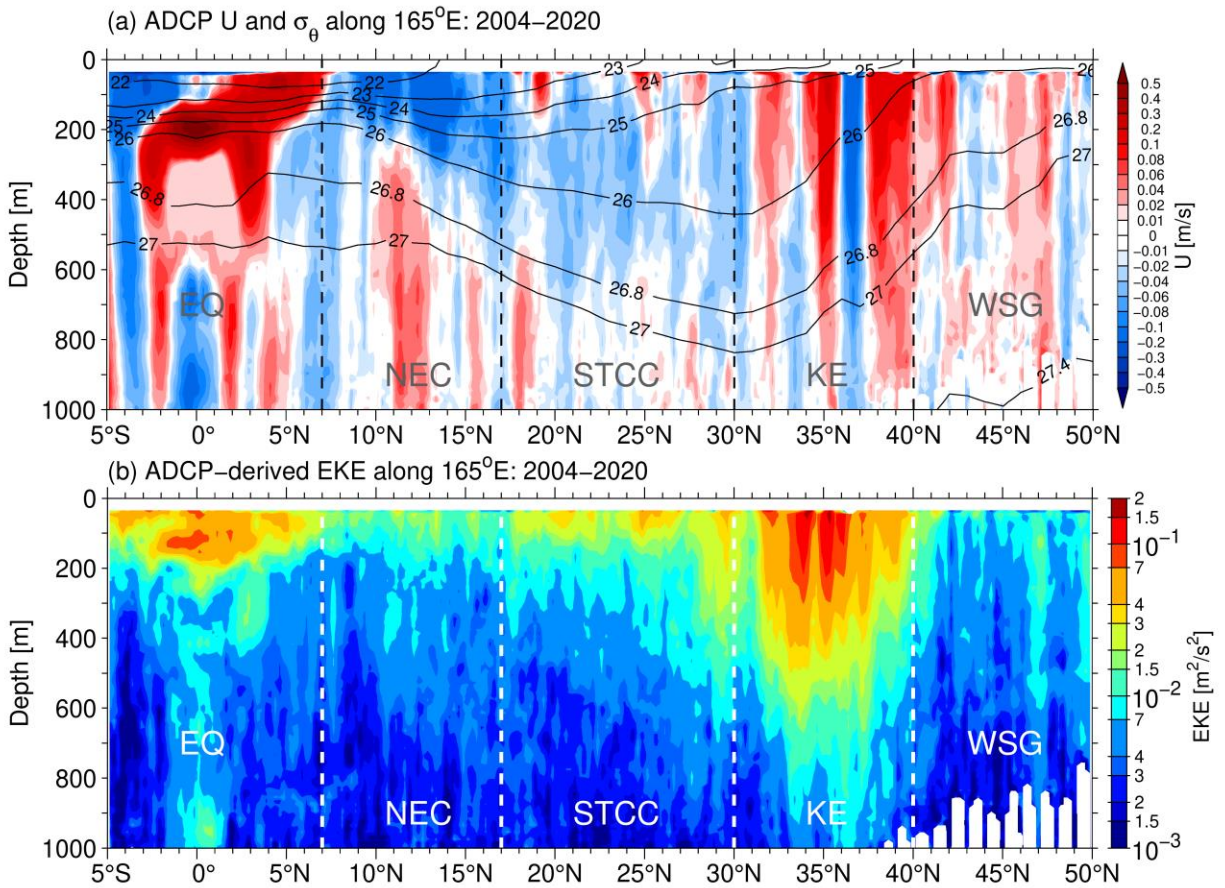 (a) ADCP U and σθ along 165°E: 2004−2020
0
200
400
600
800
1000
Depth [m]
22
24
25
26
26.8
27
22
23
24
25
26
26.8
27
23
24
25
26
26.8
27
25
26
26.8
27
26
26.8
27
27.4
EQ
NEC
STCC
KE
WSG
5°S
0°
5°N
10°N
15°N
20°N
25°N
30°N
35°N
40°N
45°N
50°N
0.5
0.4
0.3
0.2
0.1
0.08
0.06
0.04
0.02
0.01
0
−0.01
−0.02
−0.04
−0.06
−0.08
−0.1
−0.2
−0.3
−0.4
−0.5
U [m/s]
(b) ADCP−derived EKE along 165°E: 2004−2020
0
200
400
600
800
1000
Depth [m]
EQ
NEC
STCC
KE
WSG
5°S
0°
5°N
10°N
15°N
20°N
25°N
30°N
35°N
40°N
45°N
50°N
2
1.5
10⁻¹
7
4
3
2
1.5
10⁻²
7
4
3
2
1.5
10⁻³
EKE [m²/s²]